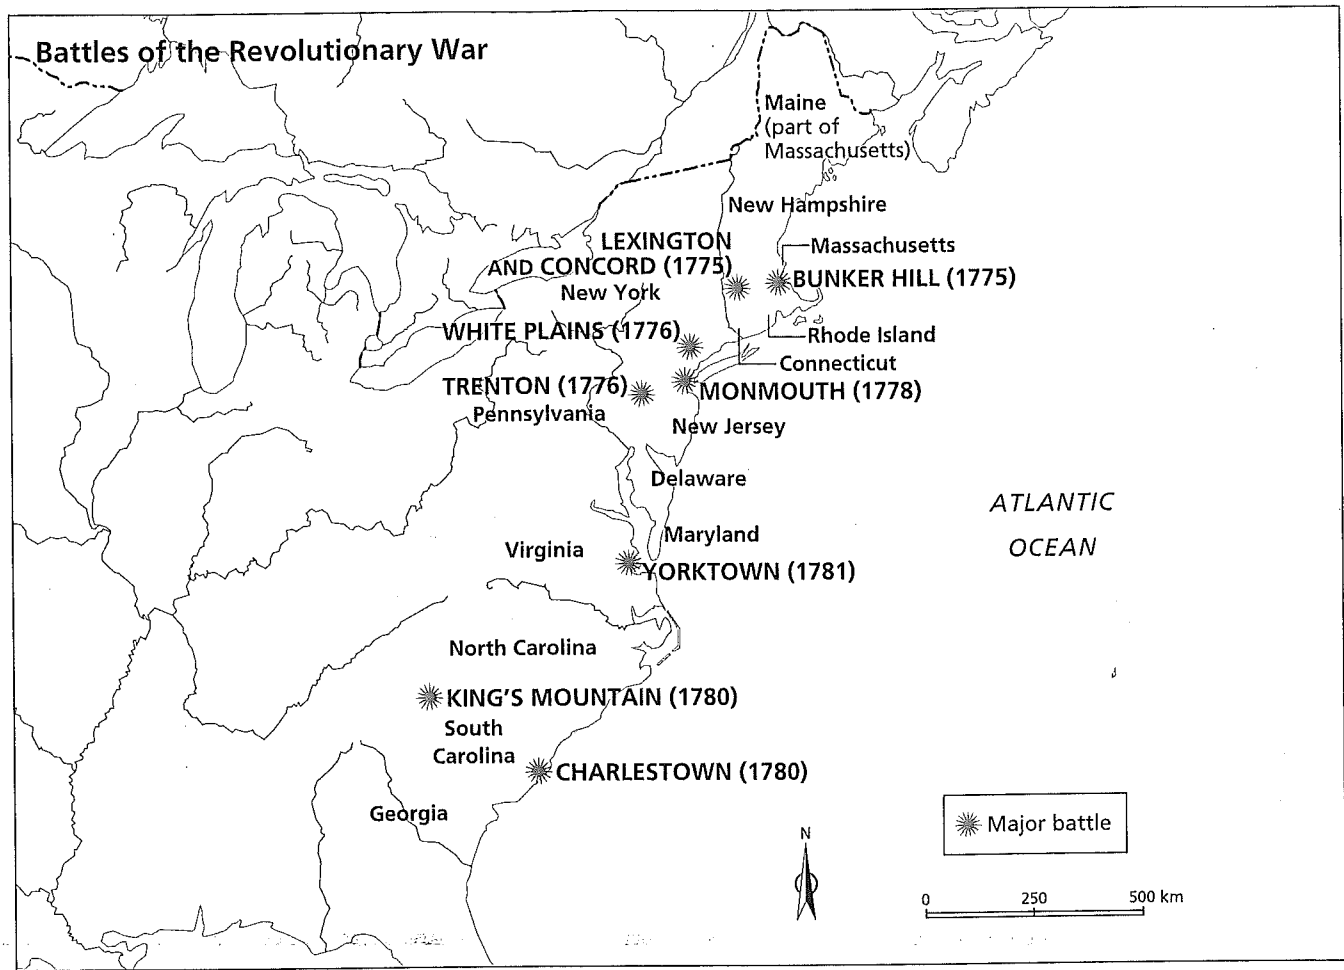 Battles of the Revolutionary War
Maine
(part of
Massachusetts)
New Hampshire
LEXINGTON
AND CONCORD (1775)
Massachusetts
BUNKER HILL (1775)
New York
WHITE PLAINS (1776)
Rhode Island
Connecticut
TRENTON (1776)
MONMOUTH (1778)
Pennsylvania
New Jersey
Delaware
ATLANTIC
OCEAN
Maryland
Virginia
YORKTOWN (1781)
North Carolina
KING'S MOUNTAIN (1780)
South
Carolina
CHARLESTOWN (1780)
Georgia
Major battle
N
0 250 500 km